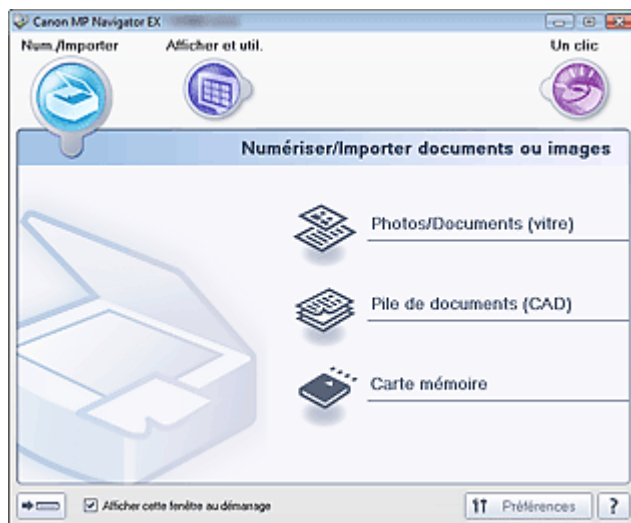 Canon MP Navigator EX
Num./Importer
Afficher et util.
Un clic
Numériser/Importer documents ou images
Photos/Documents (vitre)
Pile de documents (CAD)
Carte mémoire
Afficher cette fenêtre au démarrage
Préférences
?